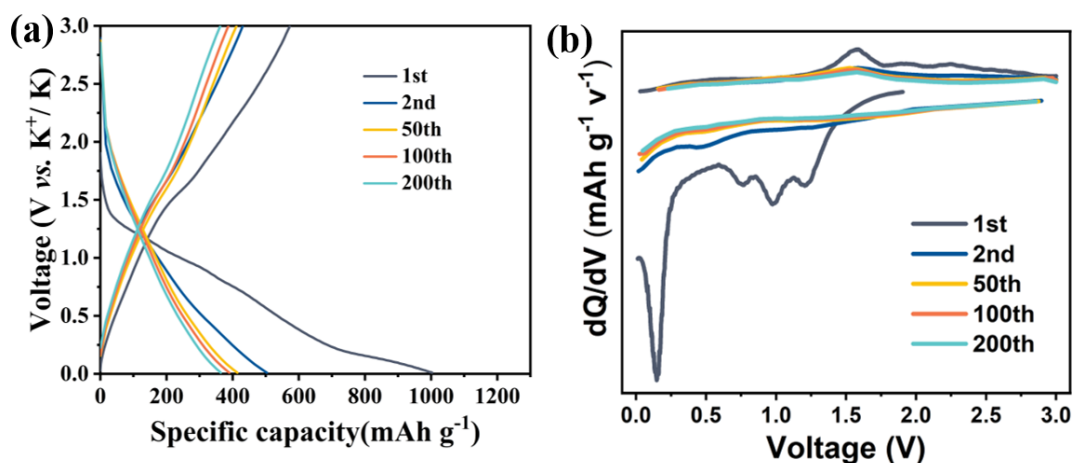 (a)
Voltage (V vs. K⁺/ K)
3.0
2.5
2.0
1.5
1.0
0.5
0.0
1st
2nd
50th
100th
200th
0 200 400 600 800 1000 1200
Specific capacity(mAh g⁻¹)
(b)
dQ/dV (mAh g⁻¹ v⁻¹)
1st
2nd
50th
100th
200th
0.0 0.5 1.0 1.5 2.0 2.5 3.0
Voltage (V)